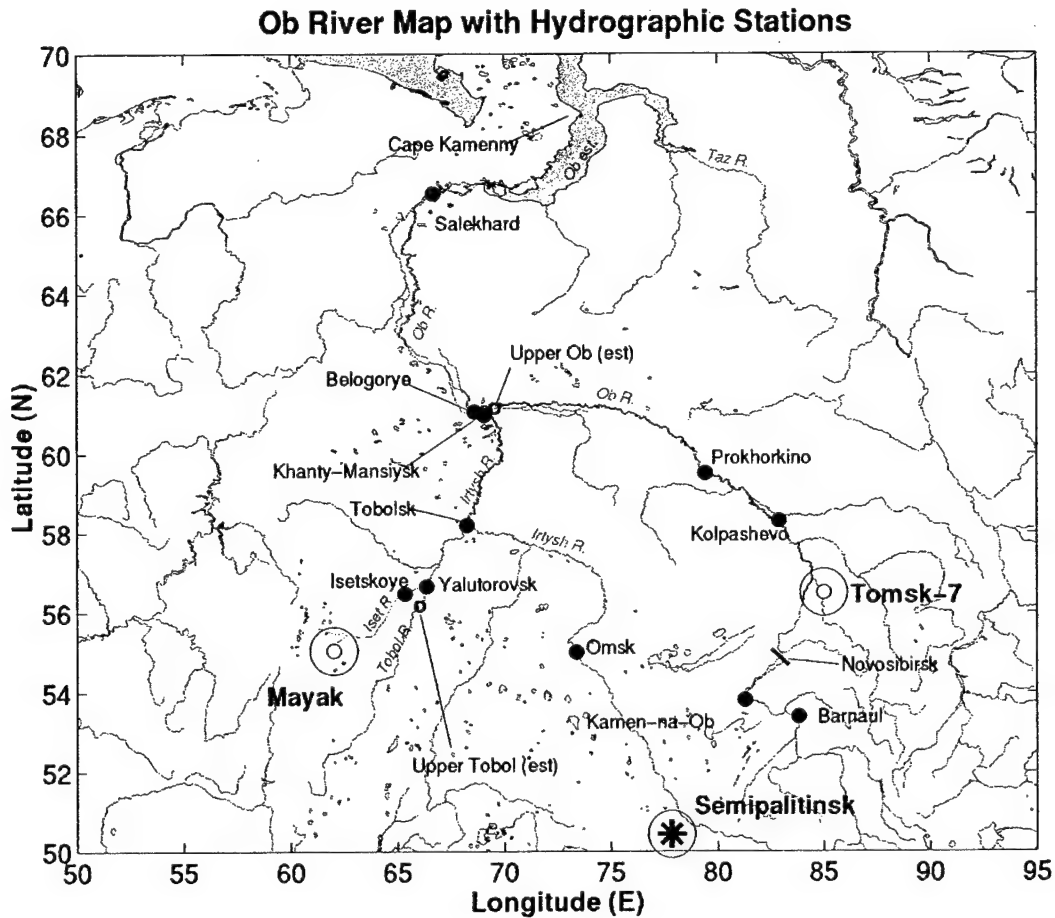 Ob River Map with Hydrographic Stations
70
68
66
64
62
60
58
56
54
52
50
Latitude (N)
Cape Kamenny
Ob est.
Taz R.
Salekhard
Ob R.
Upper Ob (est)
Belogorye
Ob R.
Khanty-Mansiysk
Prokhorkino
Irtysh R.
Tobolsk
Kolpashevo
Irtysh R.
Isetskoye
Yalutorovsk
Tomsk-7
Iset R.
Tobol R.
Omsk
Novosibirsk
Mayak
Kamen-na-Ob
Barnaul
Upper Tobol (est)
Semipalitinsk
50
55
60
65
70
75
80
85
90
95
Longitude (E)